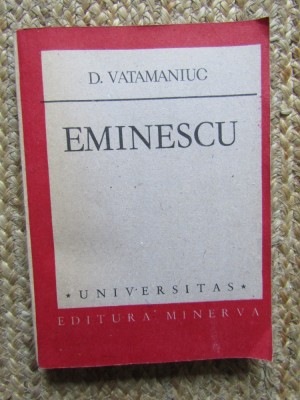 D. VATAMANIUC
EMINESCU
* UNIVERSITAS *
EDITURA MINERVA